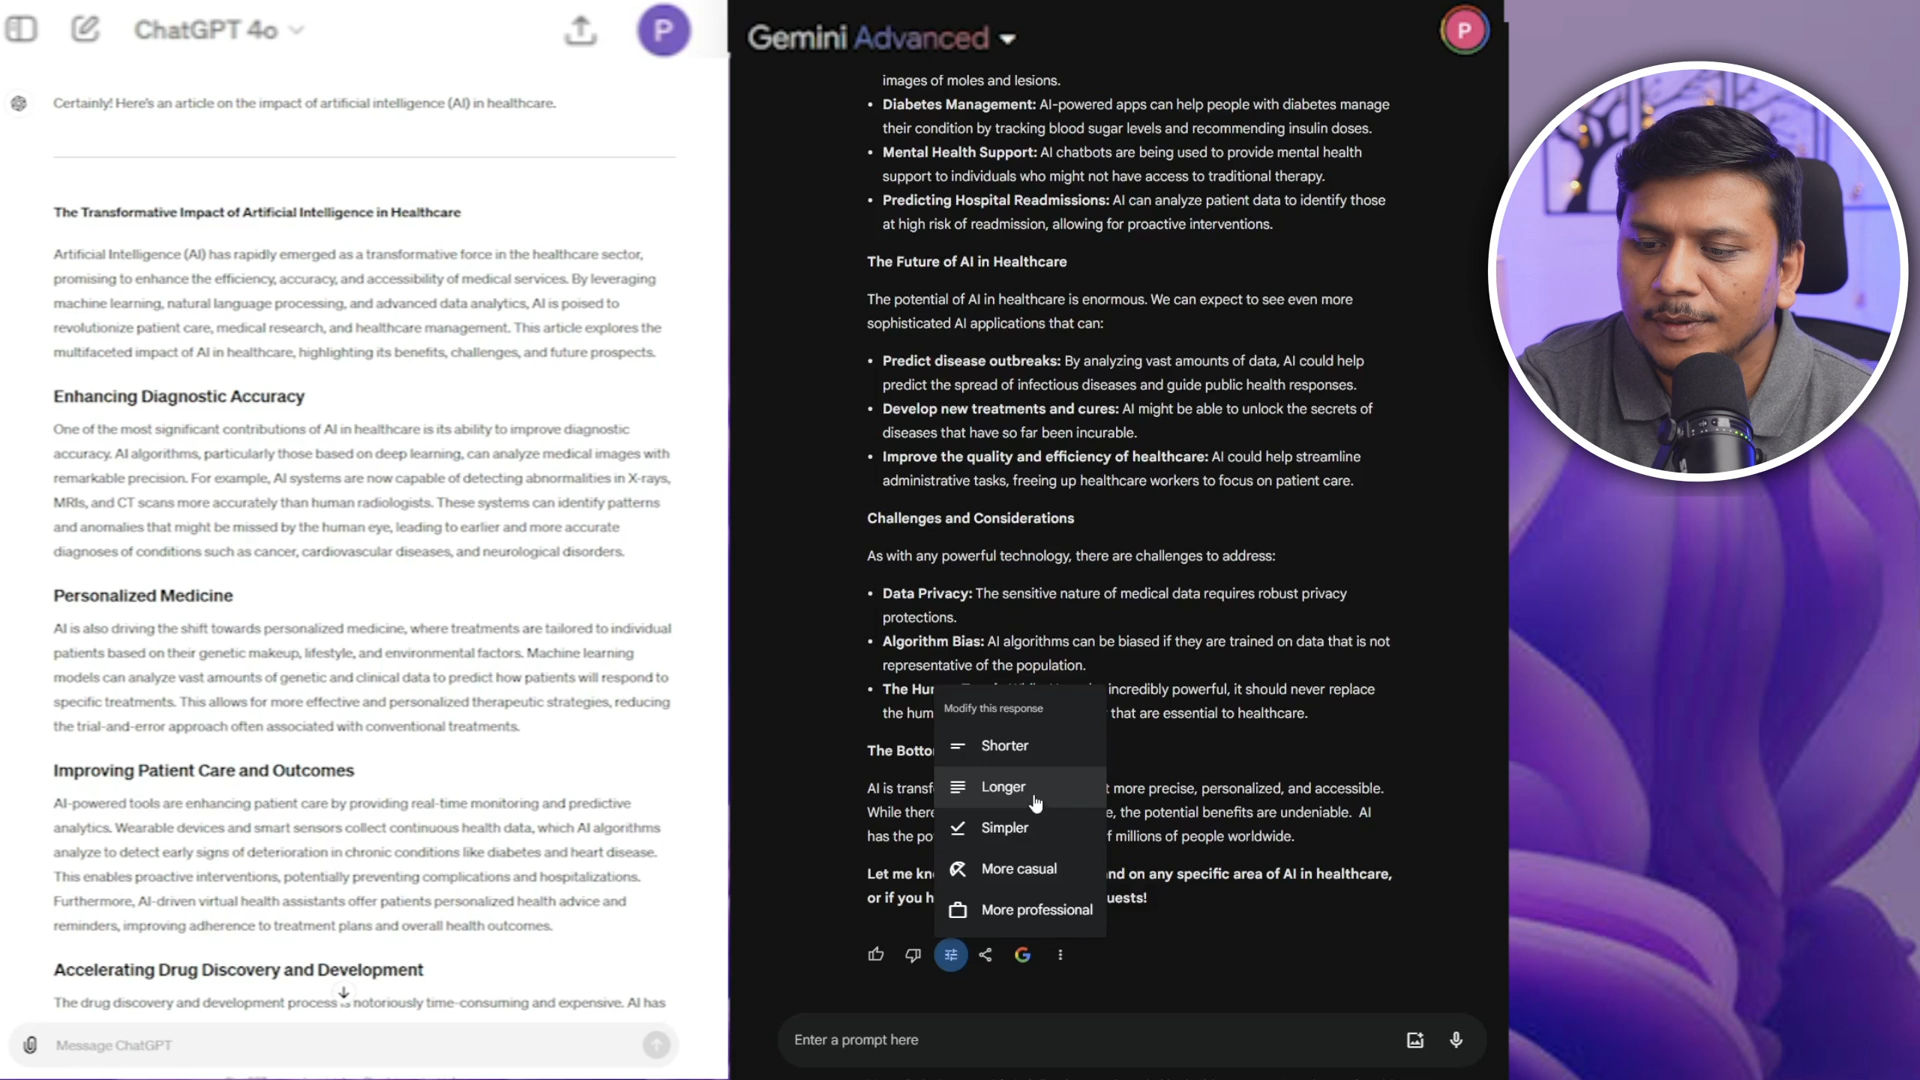 ChatGPT 4o
P
Certainly! Here's an article on the impact of artificial intelligence (AI) in healthcare.
The Transformative Impact of Artificial Intelligence in Healthcare
Artificial Intelligence (AI) has rapidly emerged as a transformative force in the healthcare sector,
promising to enhance the efficiency, accuracy, and accessibility of medical services. By leveraging
machine learning, natural language processing, and advanced data analytics, AI is poised to
revolutionize patient care, medical research, and healthcare management. This article explores the
multifaceted impact of AI in healthcare, highlighting its benefits, challenges, and future prospects.
Enhancing Diagnostic Accuracy
One of the most significant contributions of AI in healthcare is its ability to improve diagnostic
accuracy. AI algorithms, particularly those based on deep learning, can analyze medical images with
remarkable precision. For example, AI systems are now capable of detecting abnormalities in X-rays,
MRIs, and CT scans more accurately than human radiologists. These systems can identify patterns
and anomalies that might be missed by the human eye, leading to earlier and more accurate
diagnoses of conditions such as cancer, cardiovascular diseases, and neurological disorders.
Personalized Medicine
AI is also driving the shift towards personalized medicine, where treatments are tailored to individual
patients based on their genetic makeup, lifestyle, and environmental factors. Machine learning
models can analyze vast amounts of genetic and clinical data to predict how patients will respond to
specific treatments. This allows for more effective and personalized therapeutic strategies, reducing
the trial-and-error approach often associated with conventional treatments.
Improving Patient Care and Outcomes
AI-powered tools are enhancing patient care by providing real-time monitoring and predictive
analytics. Wearable devices and smart sensors collect continuous health data, which AI algorithms
analyze to detect early signs of deterioration in chronic conditions like diabetes and heart disease.
This enables proactive interventions, potentially preventing complications and hospitalizations.
Furthermore, AI-driven virtual health assistants offer patients personalized health advice and
reminders, improving adherence to treatment plans and overall health outcomes.
Accelerating Drug Discovery and Development
The drug discovery and development process is notoriously time-consuming and expensive. AI has
Message ChatGPT
Gemini Advanced
P
images of moles and lesions.
• Diabetes Management: AI-powered apps can help people with diabetes manage
their condition by tracking blood sugar levels and recommending insulin doses.
• Mental Health Support: AI chatbots are being used to provide mental health
support to individuals who might not have access to traditional therapy.
• Predicting Hospital Readmissions: AI can analyze patient data to identify those
at high risk of readmission, allowing for proactive interventions.
The Future of AI in Healthcare
The potential of AI in healthcare is enormous. We can expect to see even more
sophisticated AI applications that can:
• Predict disease outbreaks: By analyzing vast amounts of data, AI could help
predict the spread of infectious diseases and guide public health responses.
• Develop new treatments and cures: AI might be able to unlock the secrets of
diseases that have so far been incurable.
• Improve the quality and efficiency of healthcare: AI could help streamline
administrative tasks, freeing up healthcare workers to focus on patient care.
Challenges and Considerations
As with any powerful technology, there are challenges to address:
• Data Privacy: The sensitive nature of medical data requires robust privacy
protections.
• Algorithm Bias: AI algorithms can be biased if they are trained on data that is not
representative of the population.
• The Hum incredibly powerful, it should never replace
the hum that are essential to healthcare.
The Botto
AI is transf more precise, personalized, and accessible.
While there e, the potential benefits are undeniable. AI
has the po f millions of people worldwide.
Let me kn nd on any specific area of AI in healthcare,
or if you h uests!
Modify this response
Shorter
Longer
Simpler
More casual
More professional
Enter a prompt here